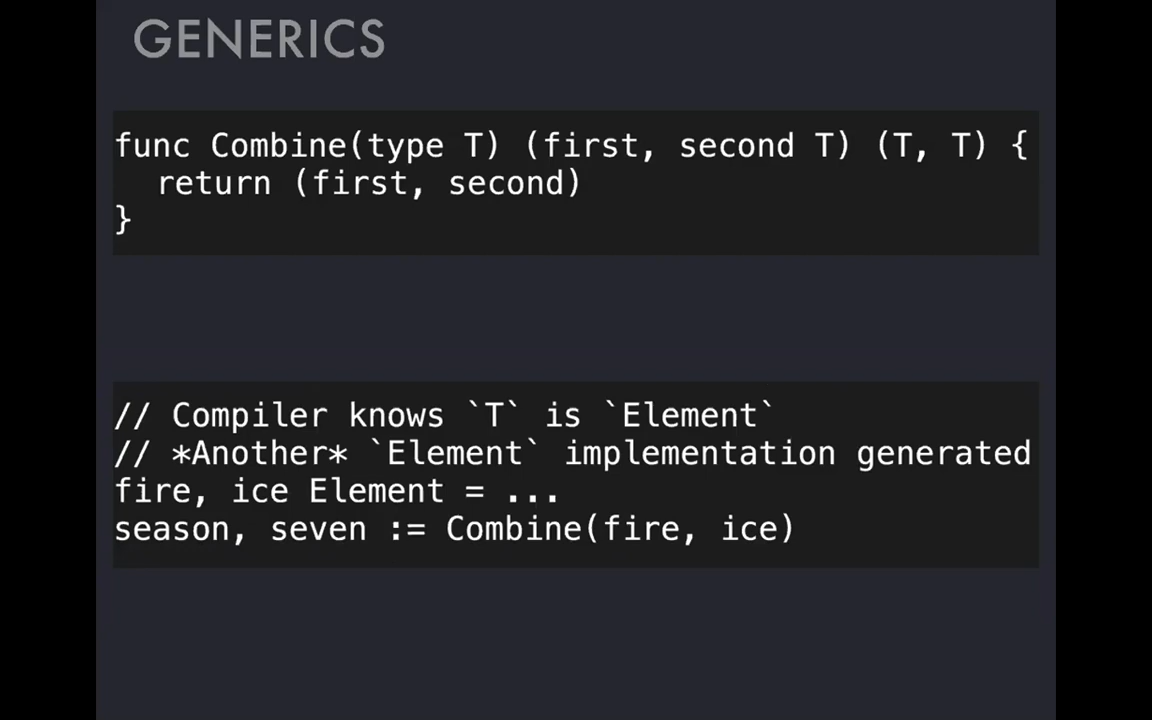 GENERICS
func Combine(type T) (first, second T) (T, T) {
return (first, second)
}
// Compiler knows `T` is `Element`
// *Another* `Element` implementation generated
fire, ice Element = ...
season, seven := Combine(fire, ice)